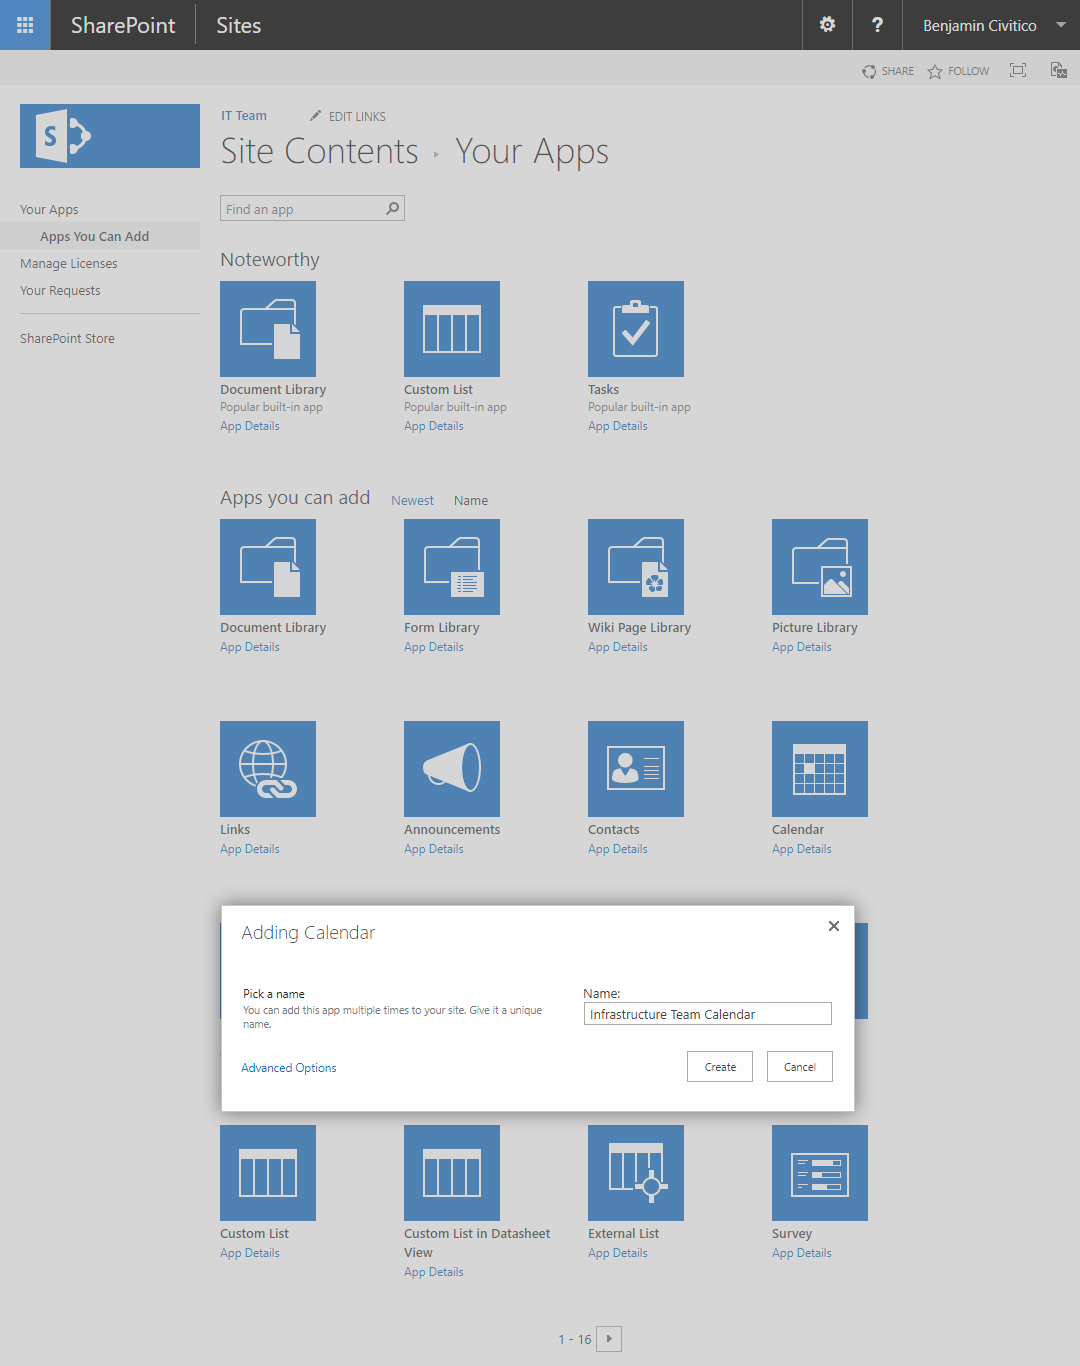 SharePoint
Sites
?
Benjamin Civitico
SHARE
FOLLOW
S
IT Team
EDIT LINKS
Site Contents
Your Apps
Find an app
Your Apps
Apps You Can Add
Manage Licenses
Your Requests
SharePoint Store
Noteworthy
Document Library
Popular built-in app
App Details
Custom List
Popular built-in app
App Details
Tasks
Popular built-in app
App Details
Apps you can add
Newest
Name
Document Library
App Details
Form Library
App Details
Wiki Page Library
App Details
Picture Library
App Details
Links
App Details
Announcements
App Details
Contacts
App Details
Calendar
App Details
Adding Calendar
Pick a name
You can add this app multiple times to your site. Give it a unique
name.
Name:
Infrastructure Team Calendar
Advanced Options
Create
Cancel
Custom List
App Details
Custom List in Datasheet
View
App Details
External List
App Details
Survey
App Details
1 - 16